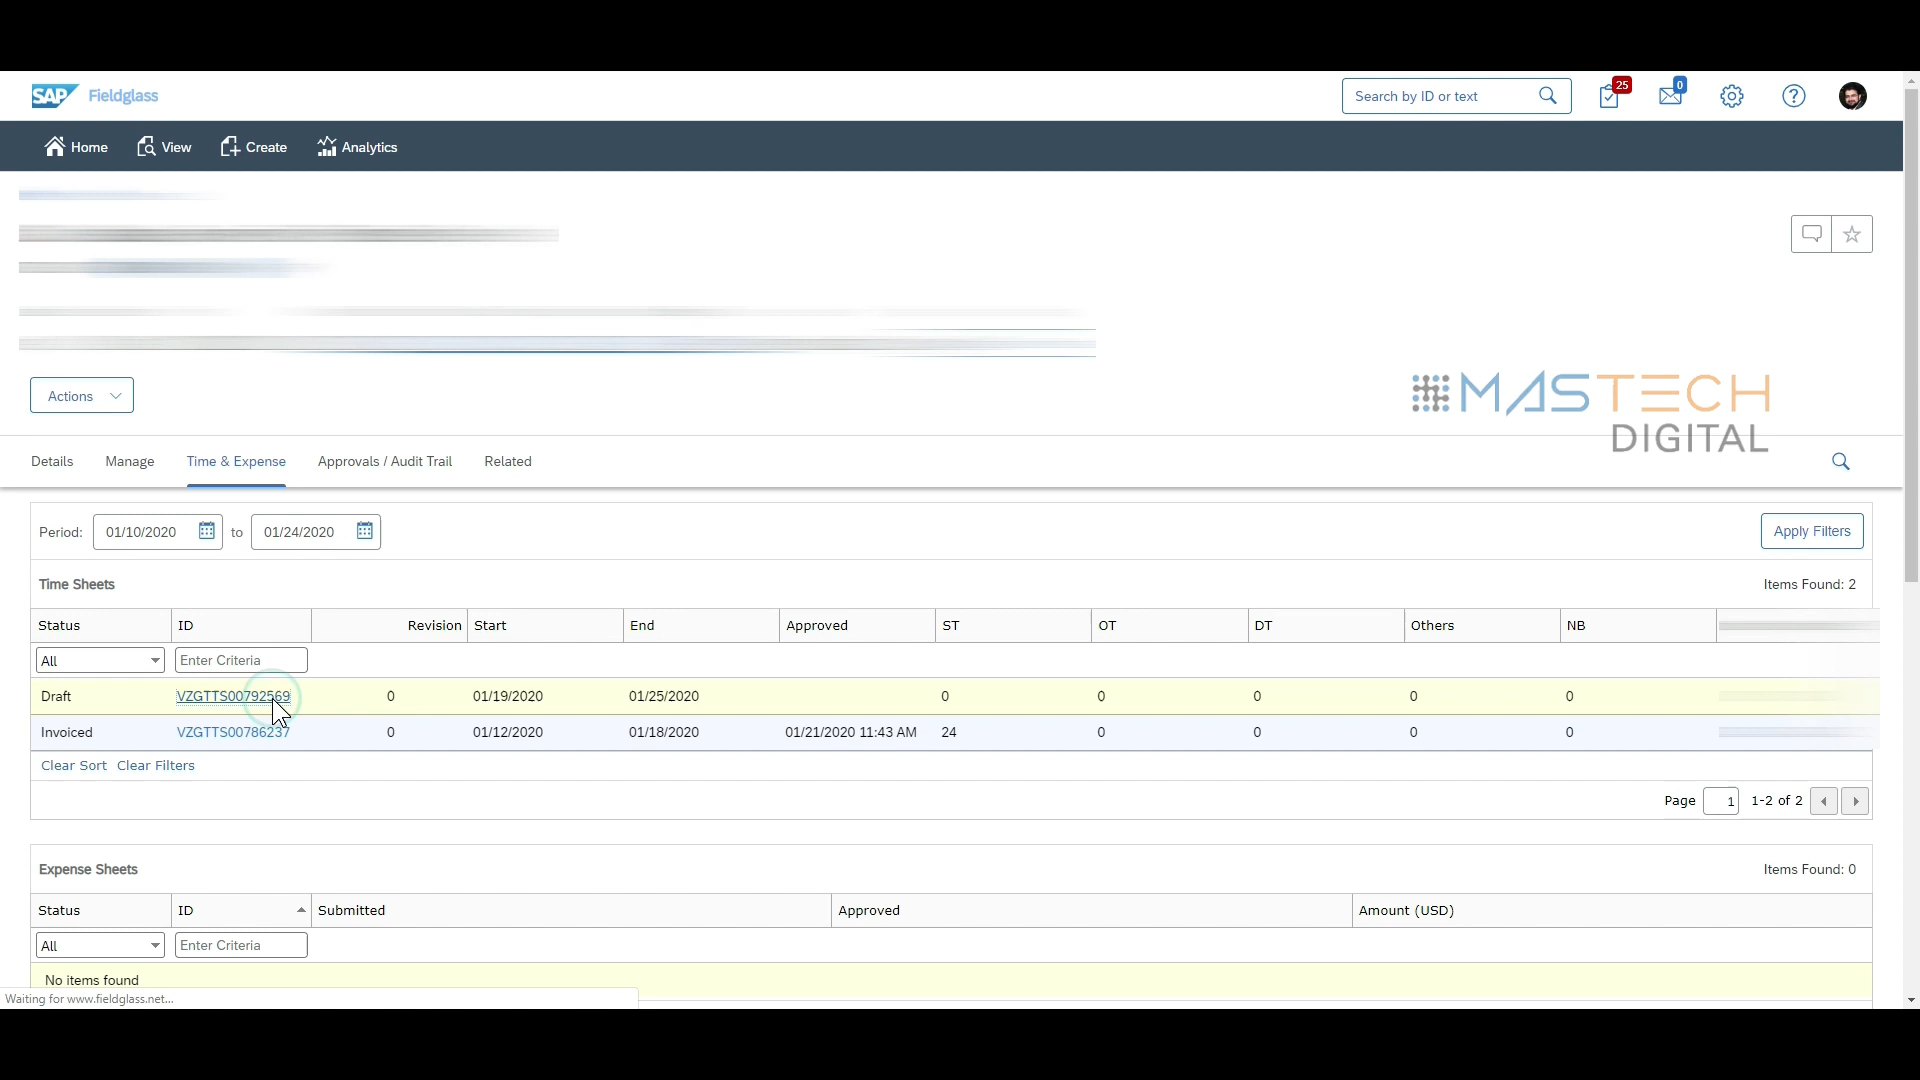 SAP Fieldglass
Search by ID or text
25
0
Home View Create Analytics
Actions
MASTECH
DIGITAL
Details Manage Time & Expense Approvals / Audit Trail Related
Period: 01/10/2020 to 01/24/2020 Apply Filters
Time Sheets Items Found: 2
Status ID Revision Start End Approved ST OT DT Others NB
All Enter Criteria
Draft VZGTTS00792569 0 01/19/2020 01/25/2020 0 0 0 0 0
Invoiced VZGTTS00786237 0 01/12/2020 01/18/2020 01/21/2020 11:43 AM 24 0 0 0 0
Clear Sort Clear Filters
Page 1 1-2 of 2
Expense Sheets Items Found: 0
Status ID Submitted Approved Amount (USD)
All Enter Criteria
No items found
Waiting for www.fieldglass.net...